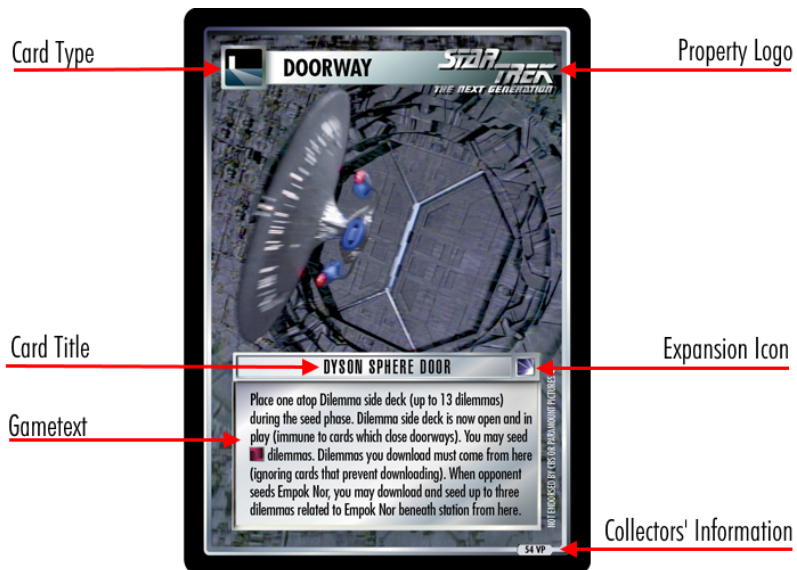 Card Type
DOORWAY
STAR TREK
THE NEXT GENERATION
Property Logo
Card Title
DYSON SPHERE DOOR
Expansion Icon
Gametext
Place one atop Dilemma side deck (up to 13 dilemmas)
during the seed phase. Dilemma side deck is now open and in
play (immune to cards which close doorways). You may seed
dilemmas. Dilemmas you download must come from here
(ignoring cards that prevent downloading). When opponent
seeds Empok Nor, you may download and seed up to three
dilemmas related to Empok Nor beneath station from here.
NOT ENDORSED BY CBS OR PARAMOUNT PICTURES.
Collectors' Information
54 VP